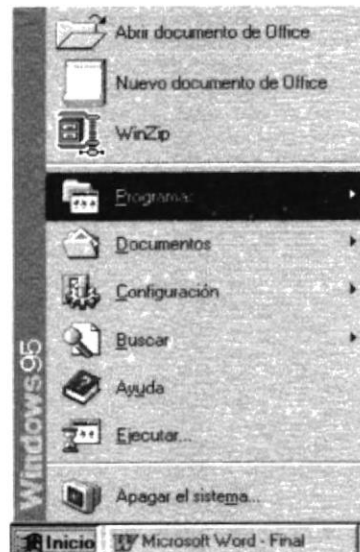 Abrir documento de Office
Nuevo documento de Office
WinZip
Programas
Documentos
Configuración
Buscar
Ayuda
Ejecutar...
Apagar el sistema...
Windows95
Inicio
Microsoft Word - Final